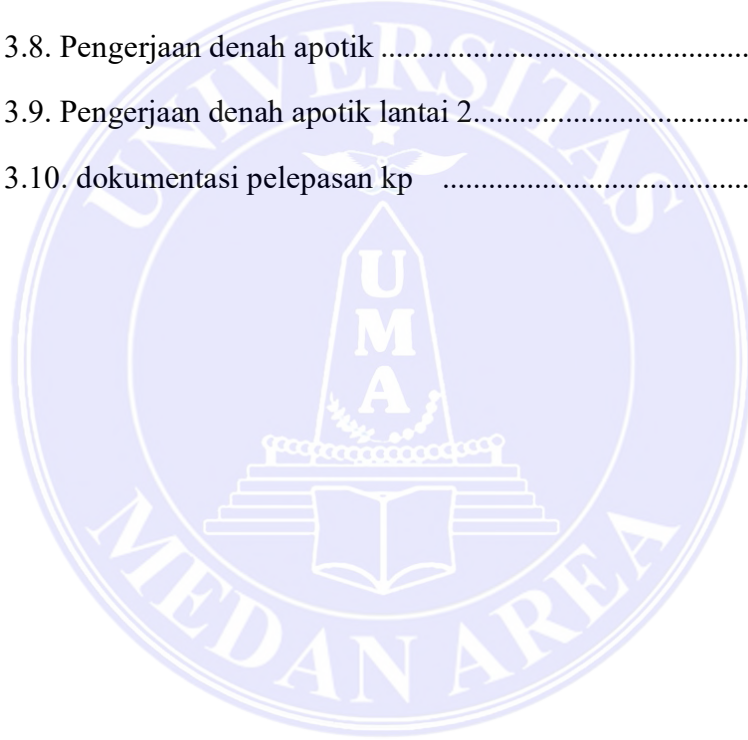 3.8. Pengerjaan denah apotik ................................................
3.9. Pengerjaan denah apotik lantai 2....................................
3.10. dokumentasi pelepasan kp ........................................
UNIVERSITAS
U
M
A
MEDAN AREA